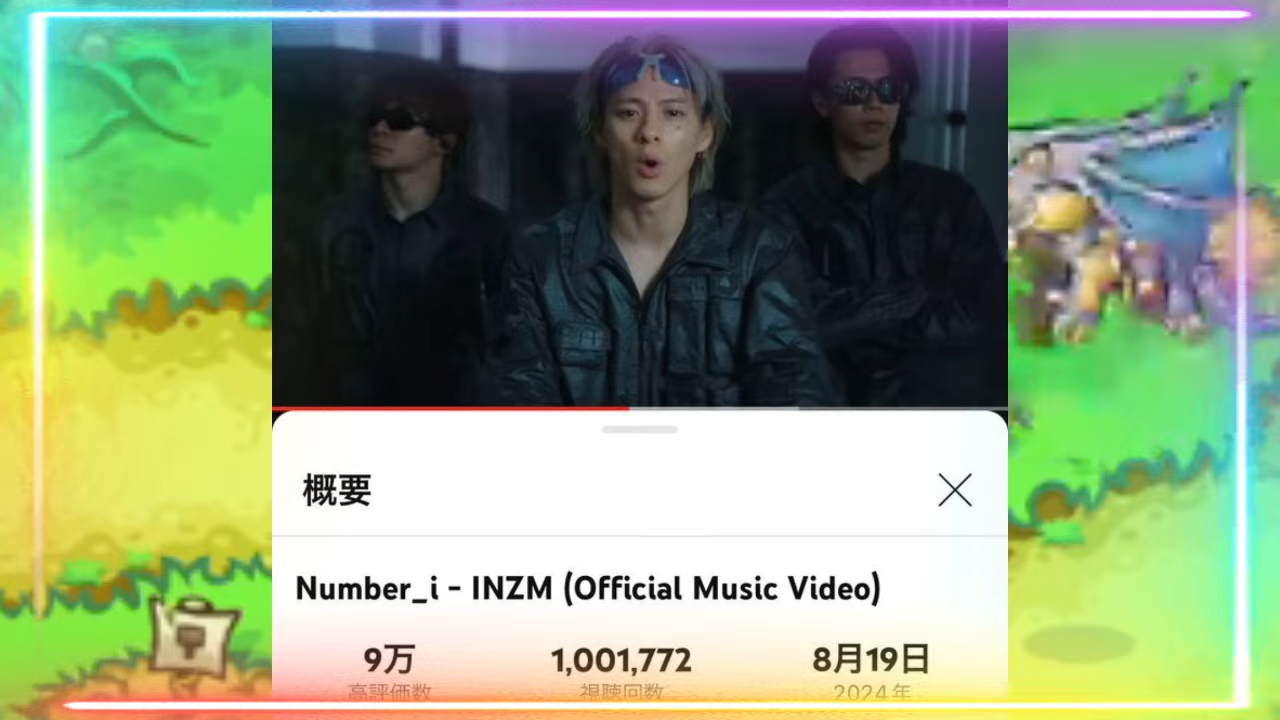 概要
Number_i - INZM (Official Music Video)
9万 1,001,772 8月19日
高評価数 視聴回数 2024年